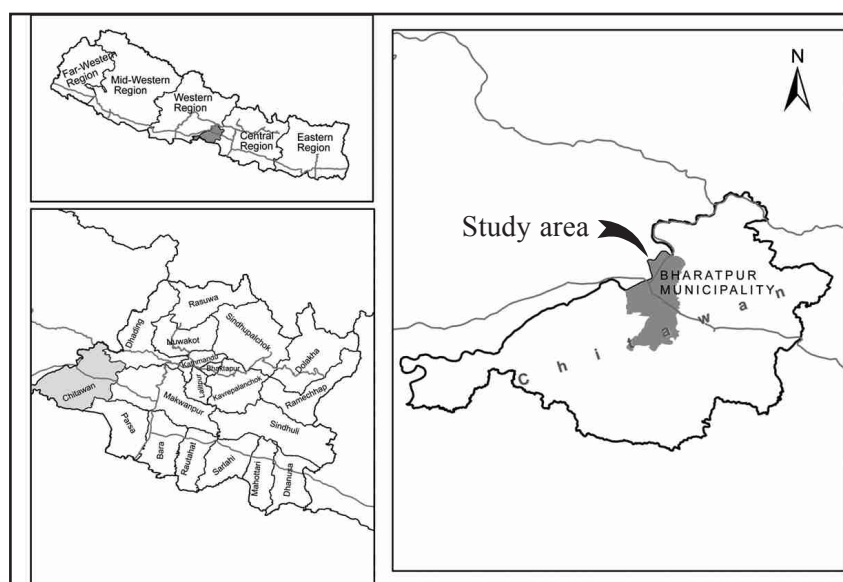 Far-Western
Region
Mid-Western
Region
Western
Region
Central
Region
Eastern
Region
Rasuwa
Dhading
Sindhupalchok
Nuwakot
Dolakha
Kathmandu
Bhaktapur
Lalitpur
Kavrepalanchok
Ramechhap
Chitawan
Makwanpur
Sindhuli
Parsa
Bara
Rautahat
Sarlahi
Mahottari
Dhanusa
N
Study area
BHARATPUR
MUNICIPALITY
Chitawan